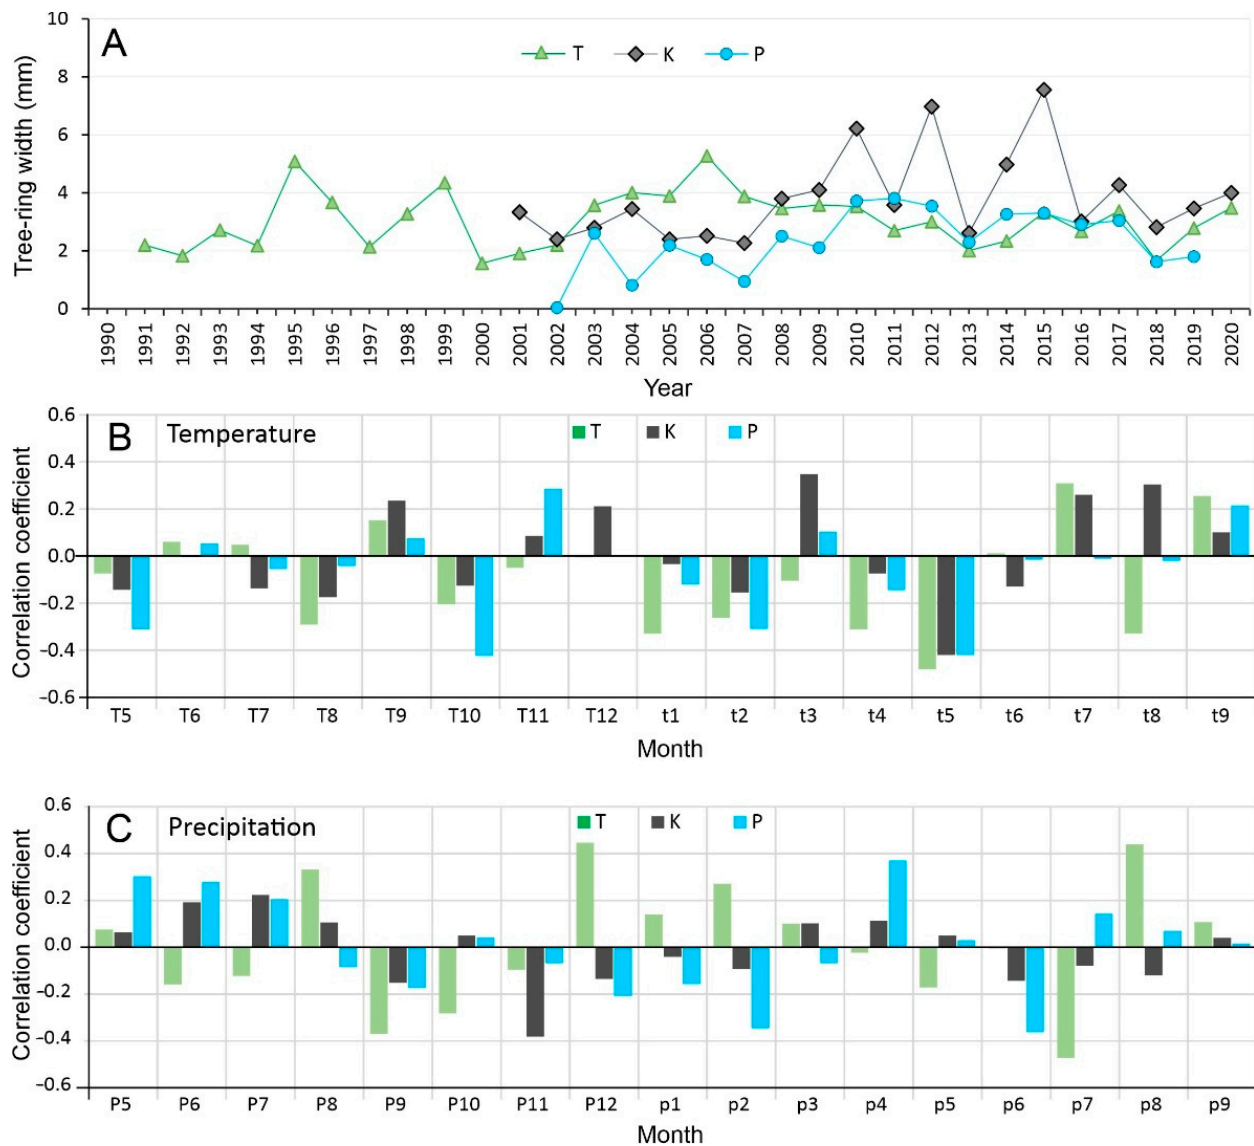 A
T K P
10
8
6
4
2
0
Tree-ring width (mm)
1990 1991 1992 1993 1994 1995 1996 1997 1998 1999 2000 2001 2002 2003 2004 2005 2006 2007 2008 2009 2010 2011 2012 2013 2014 2015 2016 2017 2018 2019 2020
Year
B Temperature
T K P
0.6
0.4
0.2
0.0
-0.2
-0.4
-0.6
Correlation coefficient
T5 T6 T7 T8 T9 T10 T11 T12 t1 t2 t3 t4 t5 t6 t7 t8 t9
Month
C Precipitation
T K P
0.6
0.4
0.2
0.0
-0.2
-0.4
-0.6
Correlation coefficient
P5 P6 P7 P8 P9 P10 P11 P12 p1 p2 p3 p4 p5 p6 p7 p8 p9
Month